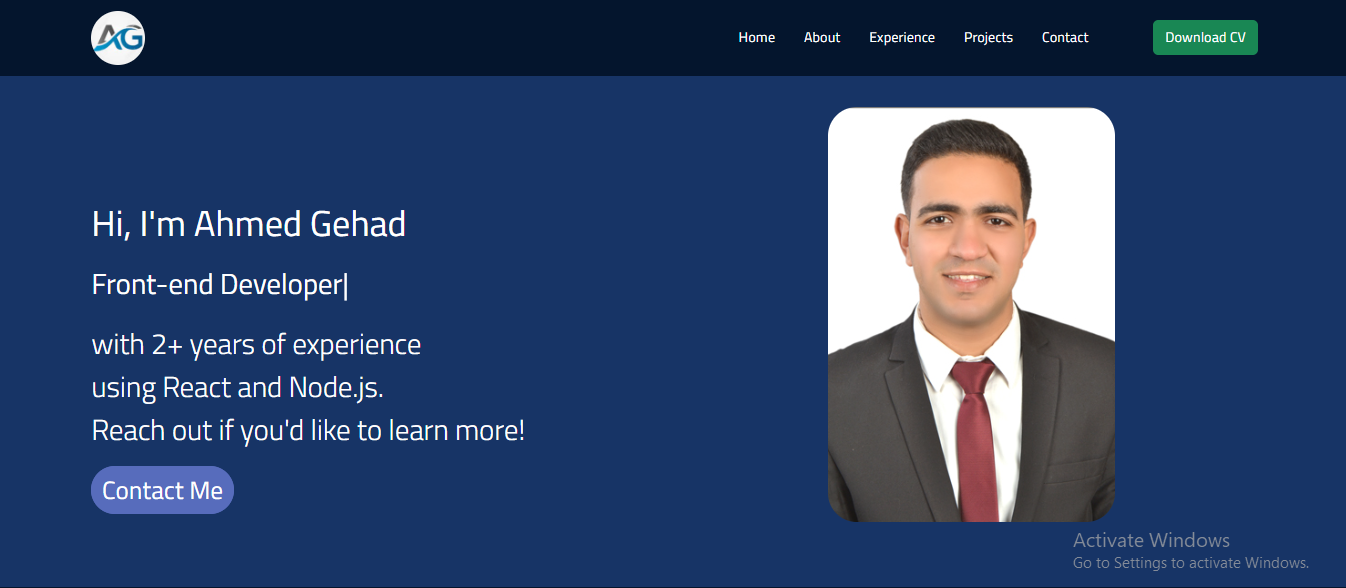 AG
Home About Experience Projects Contact Download CV
Hi, I'm Ahmed Gehad
Front-end Developer|
with 2+ years of experience
using React and Node.js.
Reach out if you'd like to learn more!
Contact Me
Activate Windows
Go to Settings to activate Windows.